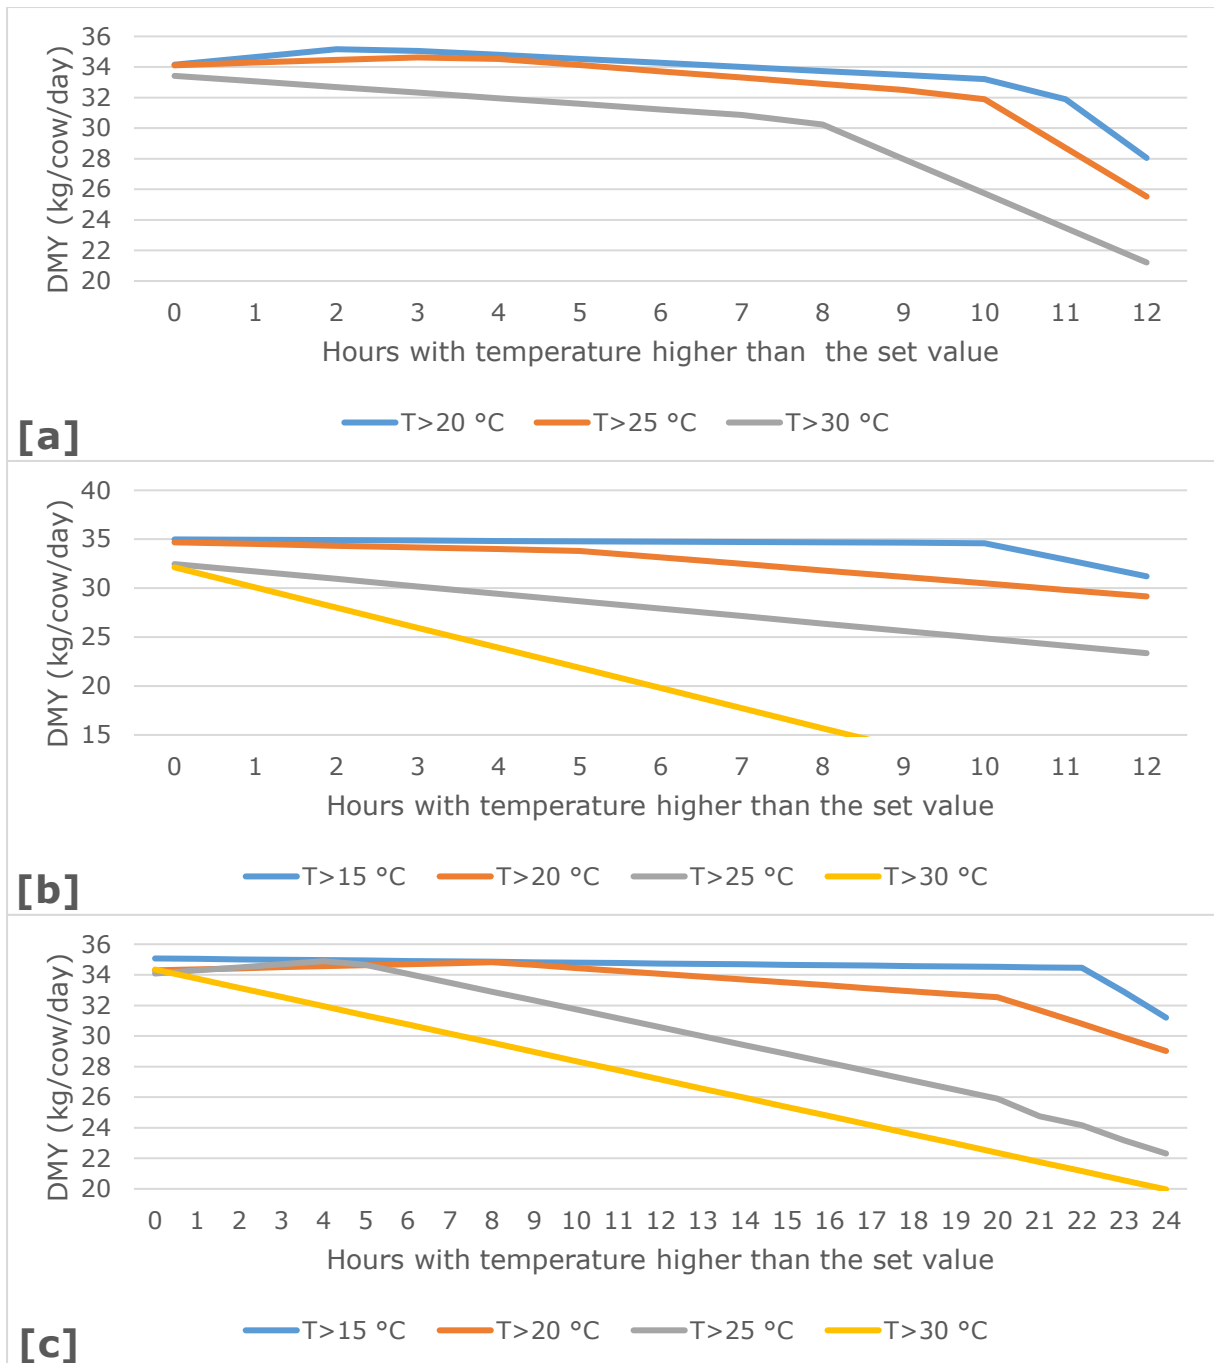 DMY (kg/cow/day)
36
34
32
30
28
26
24
22
20
0 1 2 3 4 5 6 7 8 9 10 11 12
Hours with temperature higher than  the set value
T>20 °C T>25 °C T>30 °C
[a]
DMY (kg/cow/day)
40
35
30
25
20
15
0 1 2 3 4 5 6 7 8 9 10 11 12
Hours with temperature higher than the set value
T>15 °C T>20 °C T>25 °C T>30 °C
[b]
DMY (kg/cow/day)
36
34
32
30
28
26
24
22
20
0 1 2 3 4 5 6 7 8 9 10 11 12 13 14 15 16 17 18 19 20 21 22 23 24
Hours with temperature higher than the set value
T>15 °C T>20 °C T>25 °C T>30 °C
[c]